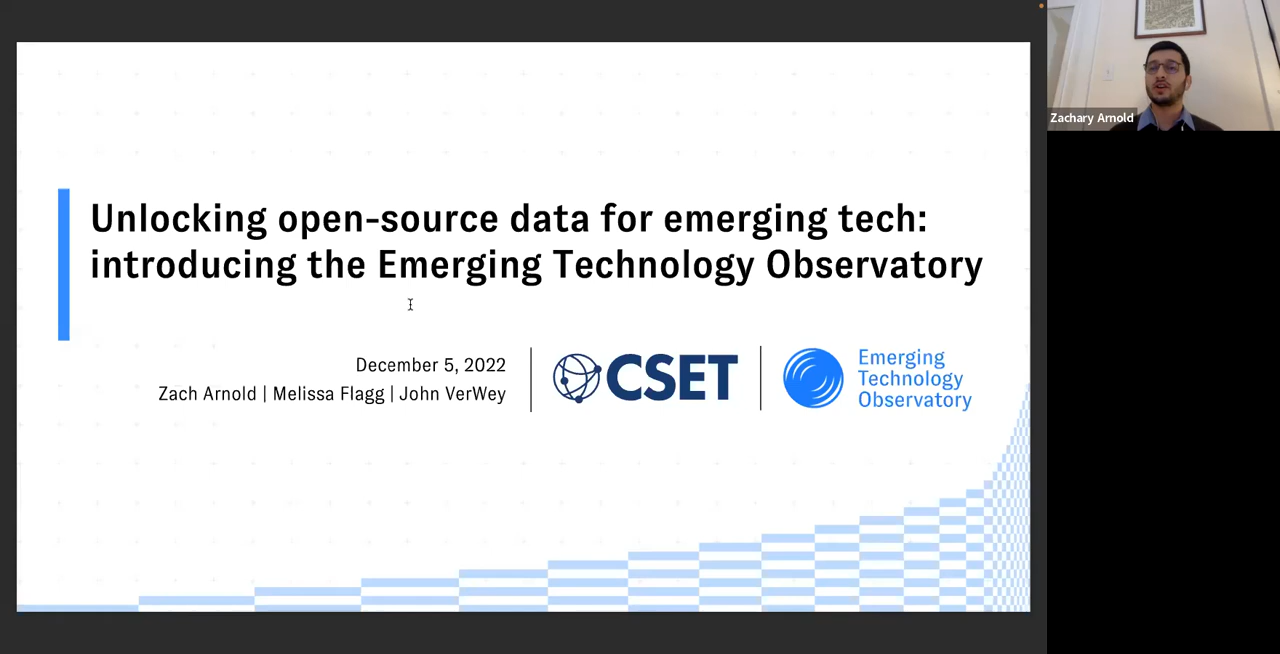 Unlocking open-source data for emerging tech:
introducing the Emerging Technology Observatory
December 5, 2022
Zach Arnold | Melissa Flagg | John VerWey
CSET
Emerging
Technology
Observatory
Zachary Arnold